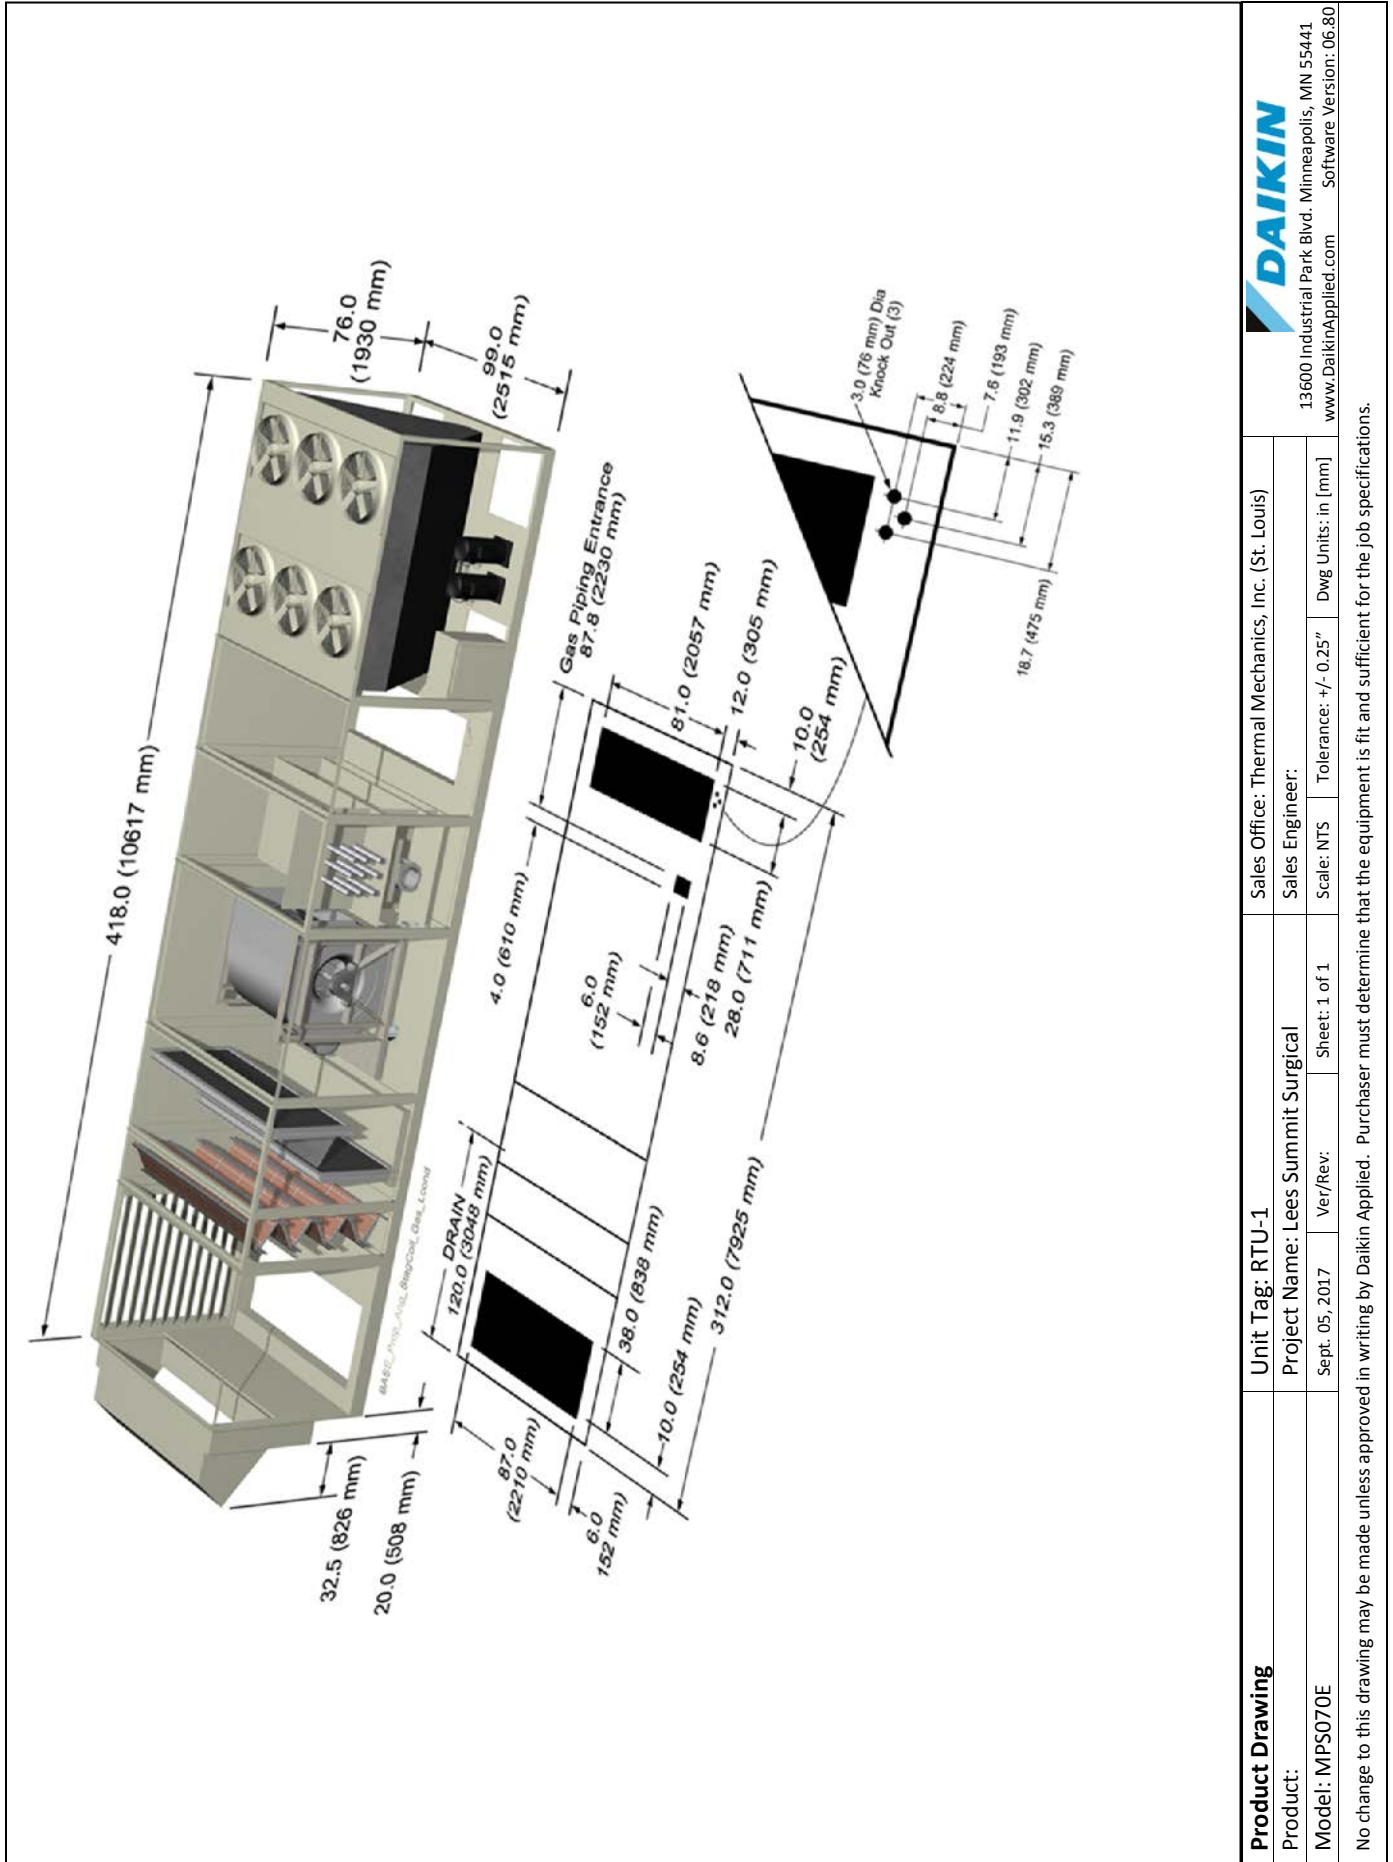 418.0 (10617 mm)
76.0
(1930 mm)
99.0
(2515 mm)
32.5 (826 mm)
20.0 (508 mm)
Gas Piping Entrance
87.8 (2230 mm)
4.0 (610 mm)
81.0 (2057 mm)
12.0 (305 mm)
10.0
(254 mm)
6.0
(152 mm)
8.6 (218 mm)
28.0 (711 mm)
DRAIN
120.0 (3048 mm)
87.0
(2210 mm)
6.0
152 mm)
38.0 (838 mm)
10.0 (254 mm)
312.0 (7925 mm)
3.0 (76 mm) Dia
Knock Out (3)
8.8 (224 mm)
7.6 (193 mm)
11.9 (302 mm)
15.3 (389 mm)
18.7 (475 mm)
Product Drawing
Unit Tag: RTU-1
Sales Office: Thermal Mechanics, Inc. (St. Louis)
Product:
Project Name: Lees Summit Surgical
Sales Engineer:
Model: MPS070E
Sept. 05, 2017
Ver/Rev:
Sheet: 1 of 1
Scale: NTS
Tolerance: +/- 0.25”
Dwg Units: in [mm]
DAIKIN
13600 Industrial Park Blvd. Minneapolis, MN 55441
www.DaikinApplied.com Software Version: 06.80
No change to this drawing may be made unless approved in writing by Daikin Applied. Purchaser must determine that the equipment is fit and sufficient for the job specifications.